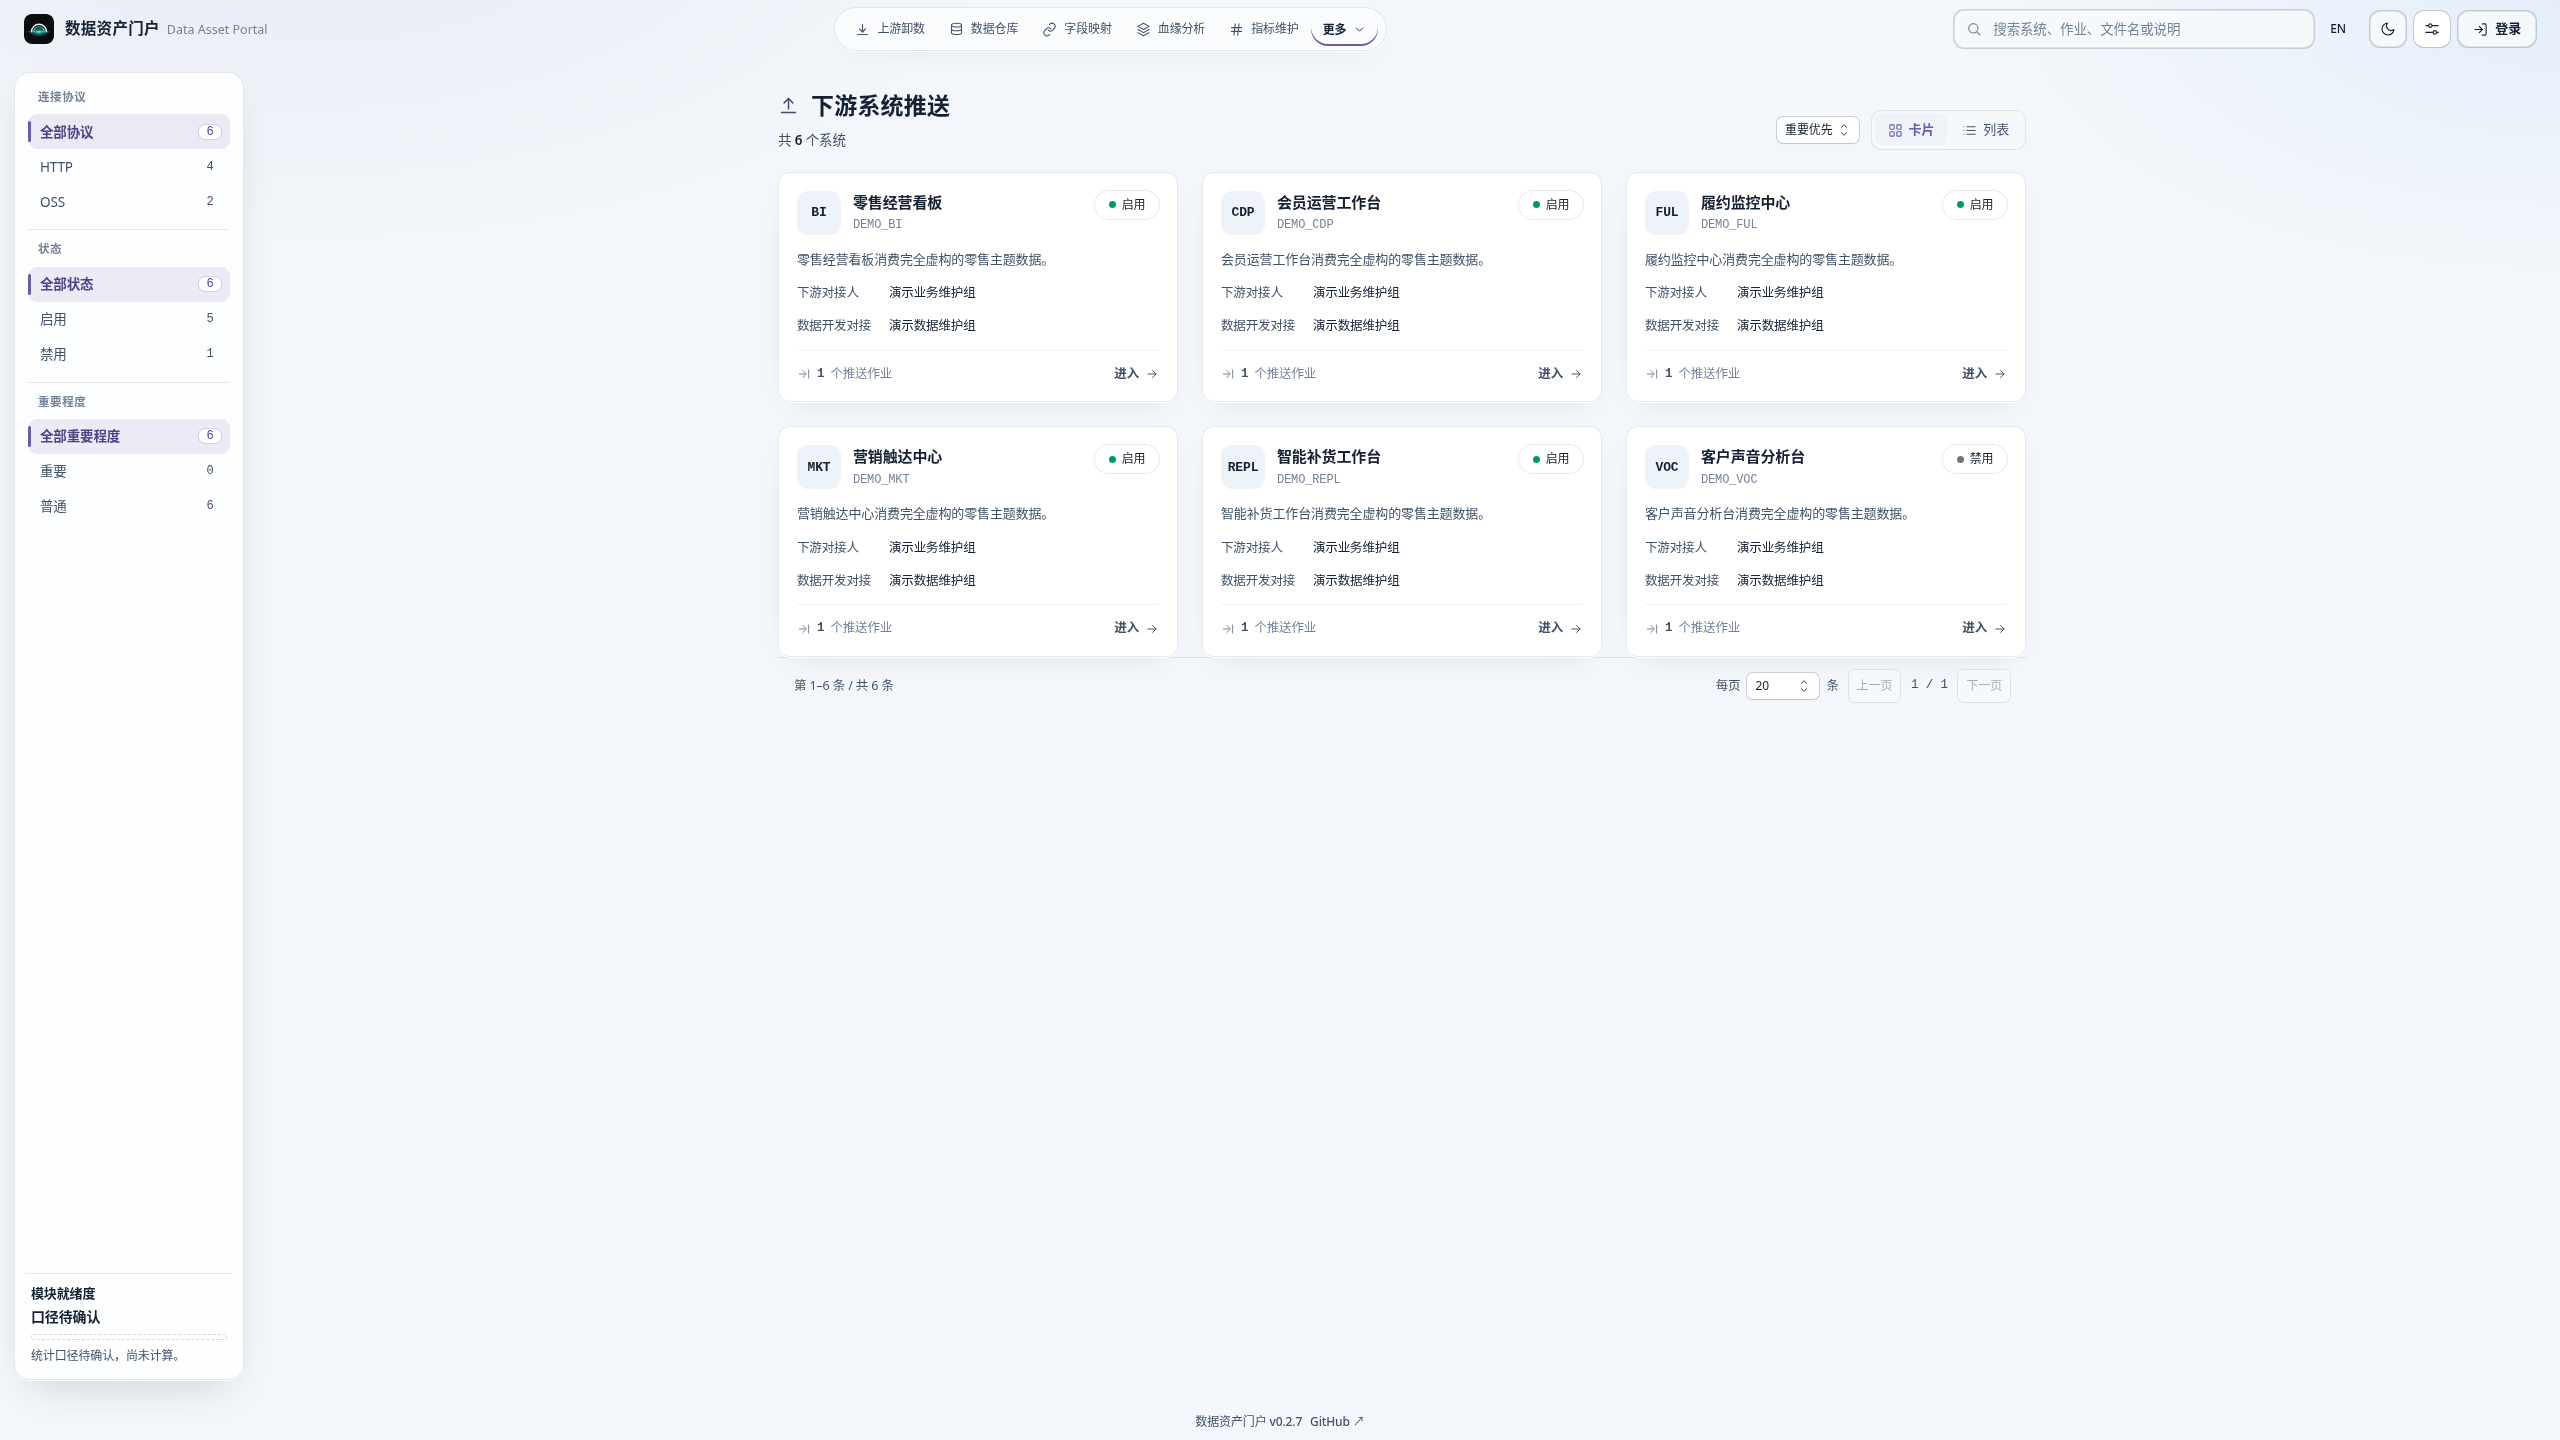 数据资产门户 Data Asset Portal
上游卸数 数据仓库 字段映射 血缘分析 指标维护 更多
搜索系统、作业、文件名或说明
EN
登录
连接协议
全部协议 6
HTTP 4
OSS 2
状态
全部状态 6
启用 5
禁用 1
重要程度
全部重要程度 6
重要 0
普通 6
模块就绪度
口径待确认
统计口径待确认，尚未计算。
下游系统推送
共 6 个系统
重要优先
卡片 列表
BI 零售经营看板 启用
DEMO_BI
零售经营看板消费完全虚构的零售主题数据。
下游对接人 演示业务维护组
数据开发对接 演示数据维护组
1 个推送作业 进入
CDP 会员运营工作台 启用
DEMO_CDP
会员运营工作台消费完全虚构的零售主题数据。
下游对接人 演示业务维护组
数据开发对接 演示数据维护组
1 个推送作业 进入
FUL 履约监控中心 启用
DEMO_FUL
履约监控中心消费完全虚构的零售主题数据。
下游对接人 演示业务维护组
数据开发对接 演示数据维护组
1 个推送作业 进入
MKT 营销触达中心 启用
DEMO_MKT
营销触达中心消费完全虚构的零售主题数据。
下游对接人 演示业务维护组
数据开发对接 演示数据维护组
1 个推送作业 进入
REPL 智能补货工作台 启用
DEMO_REPL
智能补货工作台消费完全虚构的零售主题数据。
下游对接人 演示业务维护组
数据开发对接 演示数据维护组
1 个推送作业 进入
VOC 客户声音分析台 禁用
DEMO_VOC
客户声音分析台消费完全虚构的零售主题数据。
下游对接人 演示业务维护组
数据开发对接 演示数据维护组
1 个推送作业 进入
第 1–6 条 / 共 6 条
每页 20 条 上一页 1 / 1 下一页
数据资产门户 v0.2.7 GitHub ↗